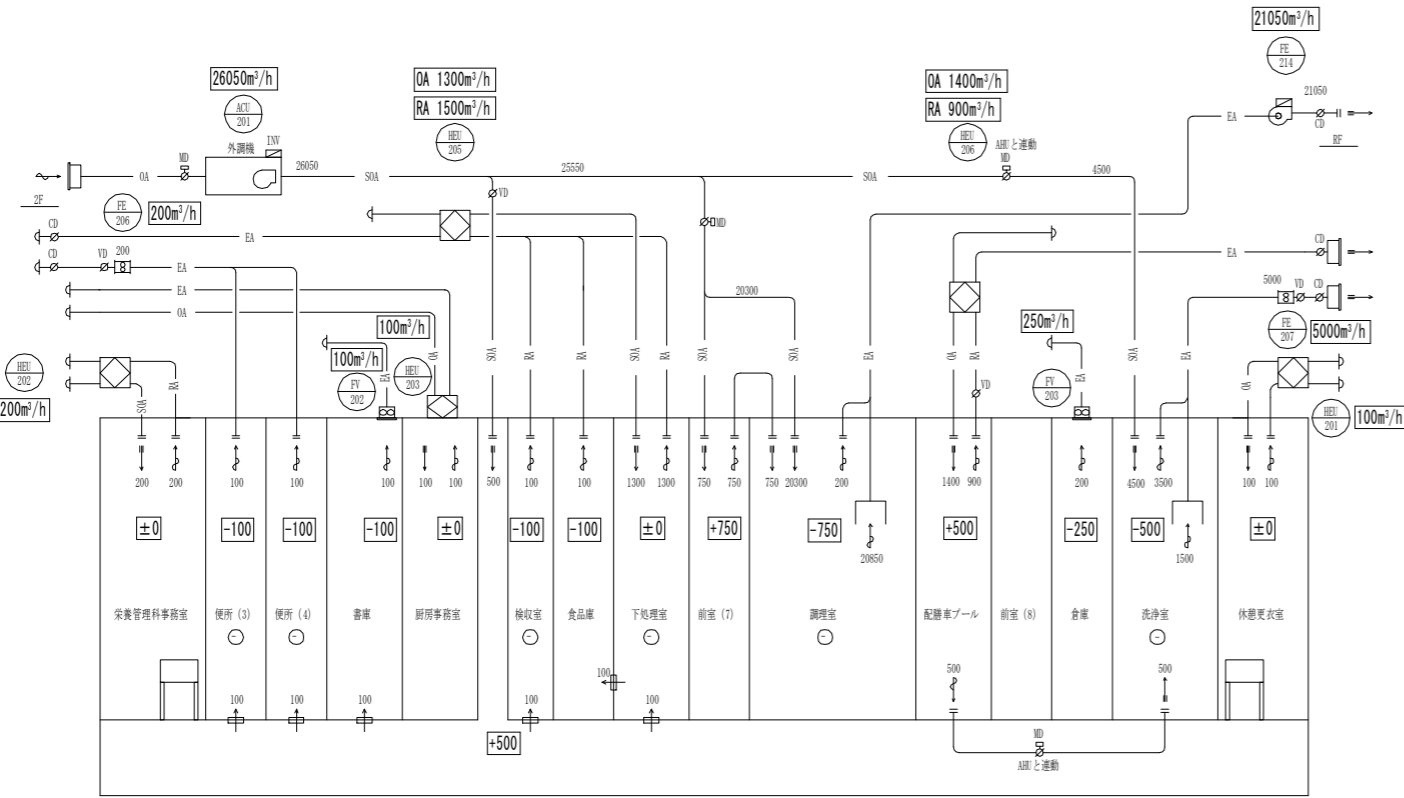 21050m³/h
FE
214
26050m³/h
OA 1300m³/h
RA 1500m³/h
OA 1400m³/h
RA 900m³/h
ACU
201
外調機
INV
HEU
205
HEU
206
AHUと連動
MD
21050
EA
CD
RF
MD
OA
26050
SOA
25550
SOA
4500
2F
VD
FE
206
200m³/h
CD
EA
MD
CD
VD
200
EA
EA
CD
EA
OA
20300
5000
VD
CD
100m³/h
250m³/h
FE
207
5000m³/h
100m³/h
HEU
202
200m³/h
FV
202
HEU
203
FV
203
HEU
201
100m³/h
SOA
RA
EA
OA
SOA
RA
RA
SOA
RA
SOA
SOA
EA
OA
RA
VD
EA
SOA
EA
OA
200
200
100
100
100
100
100
500
100
100
1300
1300
750
750
750
20300
200
1400
900
200
4500
3500
100
100
±0
-100
-100
-100
±0
-100
-100
±0
+750
-750
+500
-250
-500
±0
20850
1500
栄養管理科事務室
便所 (3)
便所 (4)
書庫
厨房事務室
検収室
食品庫
下処理室
前室 (7)
調理室
配膳車プール
前室 (8)
倉庫
洗浄室
休憩更衣室
-
-
-
-
-
-
100
500
500
100
100
100
100
100
+500
MD
AHUと連動